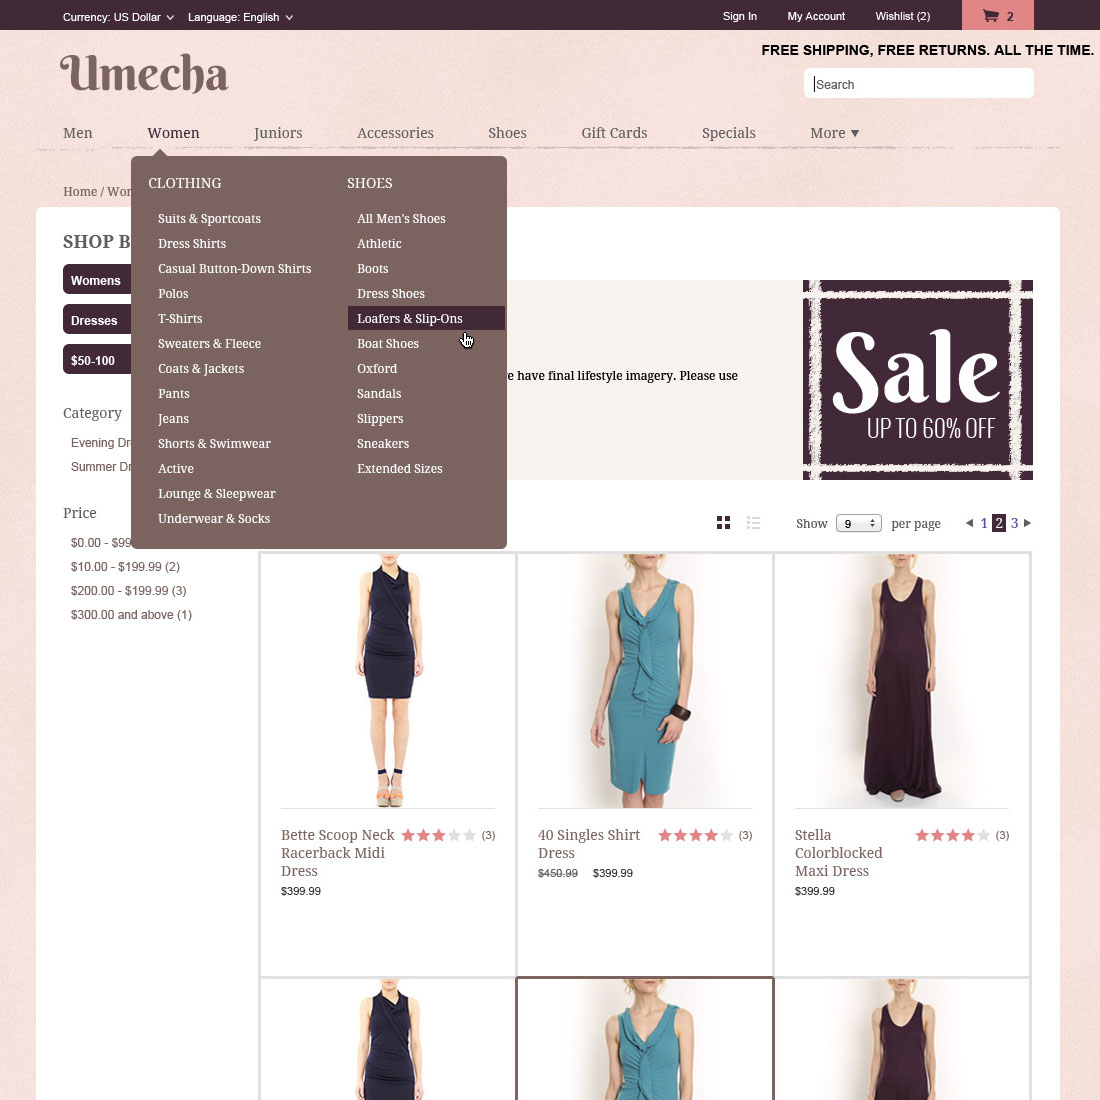 Currency: US Dollar Language: English Sign In My Account Wishlist (2) 2
FREE SHIPPING, FREE RETURNS. ALL THE TIME.
Umecha
Search
Men Women Juniors Accessories Shoes Gift Cards Specials More
Home / Wom
CLOTHING
Suits & Sportcoats
Dress Shirts
Casual Button-Down Shirts
Polos
T-Shirts
Sweaters & Fleece
Coats & Jackets
Pants
Jeans
Shorts & Swimwear
Active
Lounge & Sleepwear
Underwear & Socks
SHOES
All Men's Shoes
Athletic
Boots
Dress Shoes
Loafers & Slip-Ons
Boat Shoes
Oxford
Sandals
Slippers
Sneakers
Extended Sizes
SHOP B
Womens
Dresses
$50-100
Category
Evening Dr
Summer Dr
Price
$0.00 - $99
$10.00 - $199.99 (2)
$200.00 - $199.99 (3)
$300.00 and above (1)
e have final lifestyle imagery. Please use
Sale
UP TO 60% OFF
Show 9 per page 1 2 3
Bette Scoop Neck (3)
Racerback Midi
Dress
$399.99
40 Singles Shirt (3)
Dress
$450.99 $399.99
Stella (3)
Colorblocked
Maxi Dress
$399.99